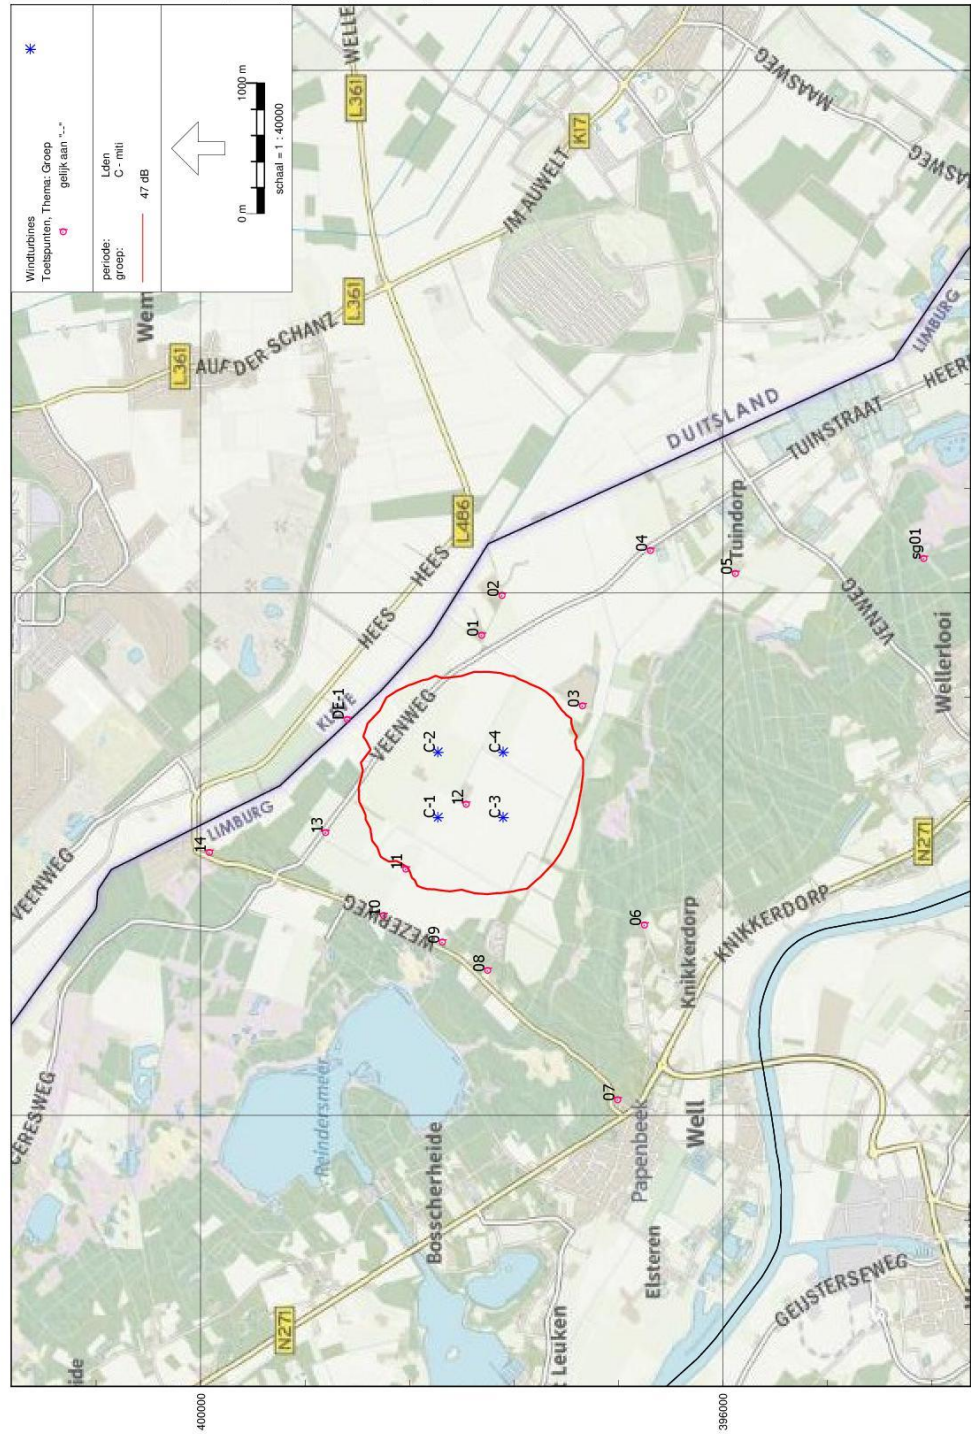 Windturbines
Toetspunten, Thema: Groep
gelijk aan "--"
periode: Lden
groep: C - miti
47 dB
0 m 1000 m
schaal = 1 : 40000
WELLE
L361
L361
L361
Wem
AUF DER SCHANZ
IM AUWELT
K17
MAASWEG
AASWEG
L486
HEES
HEES
DUITSLAND
LIMBURG
TUINSTRAAT
HEER
Tuindorp
VENWEG
Wellerlooi
sg01
04
05
02
01
03
DE-1
VEENWEG
C-2
C-4
12
C-1
C-3
13
11
14
LIMBURG
VEENWEG
10
WEZERWEG
09
08
06
Knikkerdorp
KNIKKERDORP
N271
CERESWEG
Reindersmeer
07
Papenbeek
Well
Bosscherheide
Elsteren
GEIJSTERSEWEG
N271
Leuken
ide
400000
396000